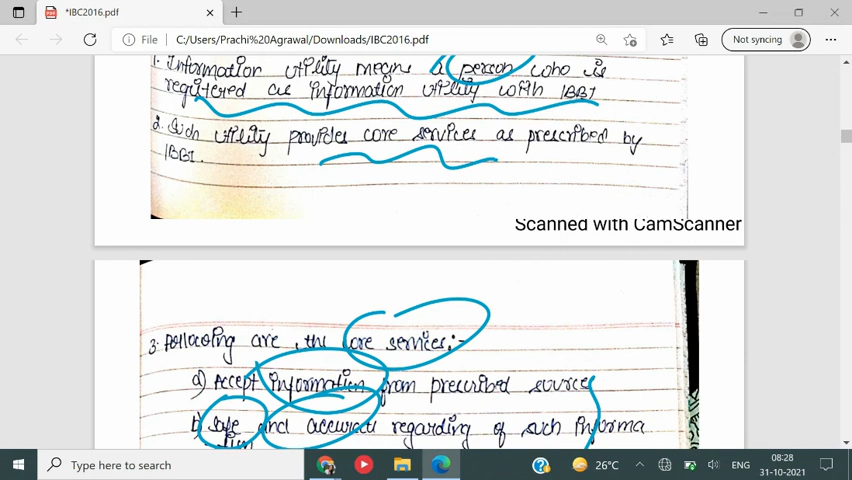 *IBC2016.pdf
File
C:/Users/Prachi%20Agrawal/Downloads/IBC2016.pdf
Not syncing
1. Information utility means a person who is
registered as information utility with IBBI
2. Such utility provides core services as prescribed by
IBBI.
Scanned with CamScanner
3. Following are the core services:-
a) Accept information from prescribed source
b) Safe and accurate regarding of such informa
tion
Type here to search
26°C
ENG
08:28
31-10-2021